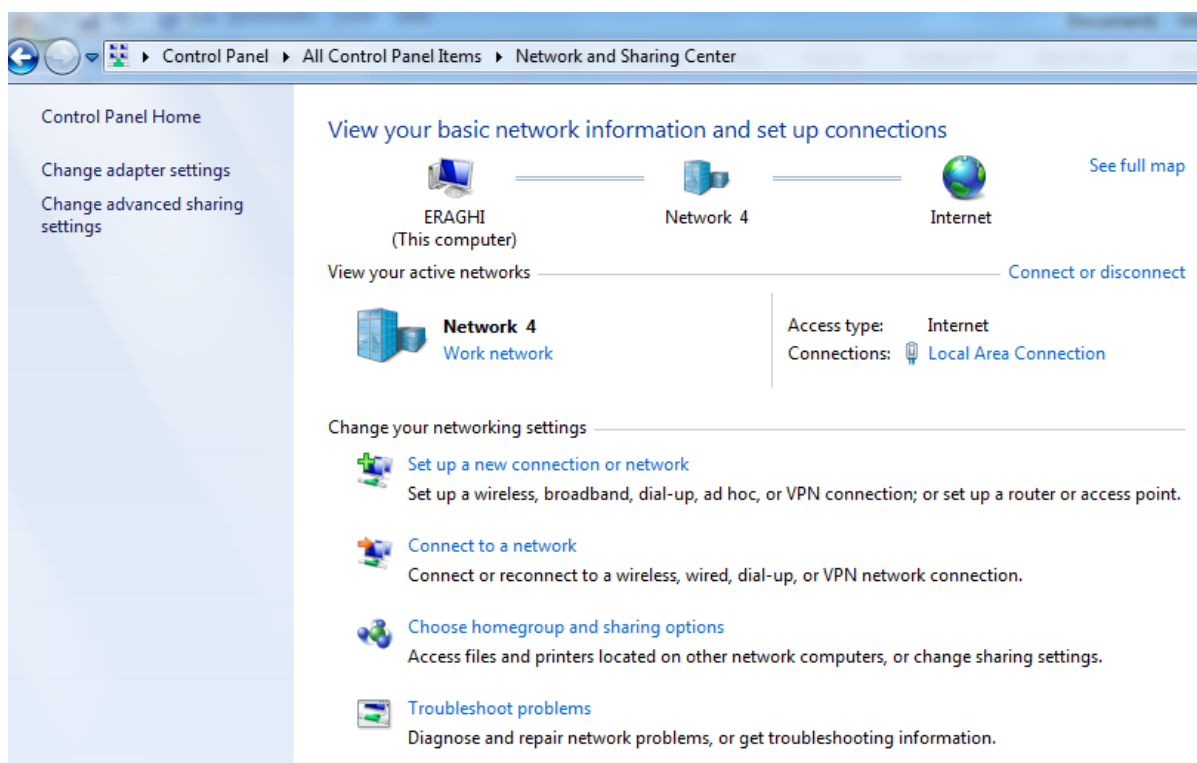 Control Panel ▸ All Control Panel Items ▸ Network and Sharing Center
Control Panel Home
Change adapter settings
Change advanced sharing
settings
View your basic network information and set up connections
See full map
ERAGHI
(This computer)
Network 4
Internet
View your active networks
Connect or disconnect
Network 4
Work network
Access type: Internet
Connections: Local Area Connection
Change your networking settings
Set up a new connection or network
Set up a wireless, broadband, dial-up, ad hoc, or VPN connection; or set up a router or access point.
Connect to a network
Connect or reconnect to a wireless, wired, dial-up, or VPN network connection.
Choose homegroup and sharing options
Access files and printers located on other network computers, or change sharing settings.
Troubleshoot problems
Diagnose and repair network problems, or get troubleshooting information.